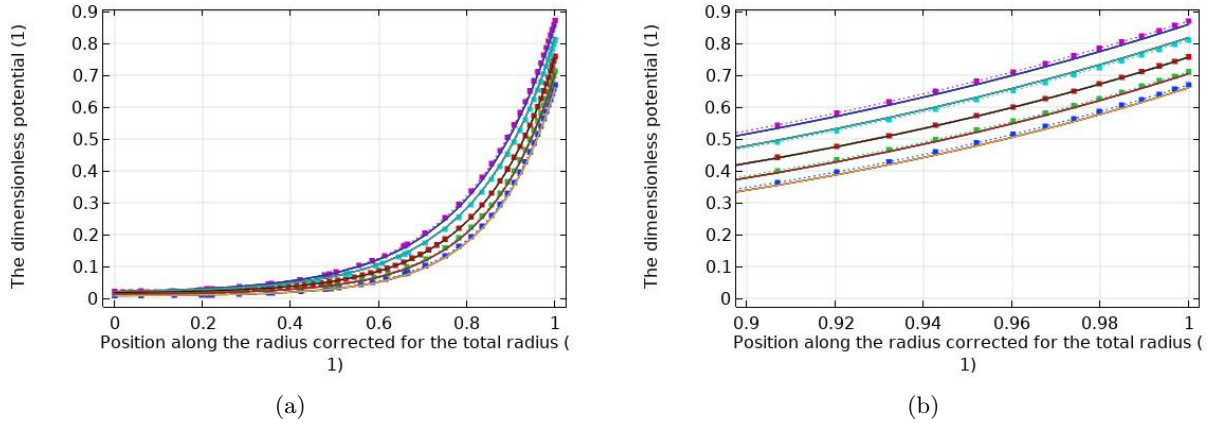 The dimensionless potential (1)
0.9
0.8
0.7
0.6
0.5
0.4
0.3
0.2
0.1
0
0 0.2 0.4 0.6 0.8 1
Position along the radius corrected for the total radius (
1)
(a)
The dimensionless potential (1)
0.9
0.8
0.7
0.6
0.5
0.4
0.3
0.2
0.1
0
0.9 0.92 0.94 0.96 0.98 1
Position along the radius corrected for the total radius (
1)
(b)